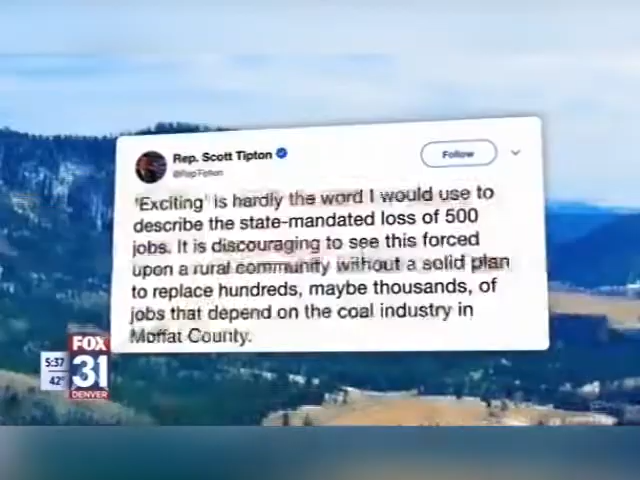 Rep. Scott Tipton
@RepTipton
Follow
'Exciting' is hardly the word I would use to
describe the state-mandated loss of 500
jobs. It is discouraging to see this forced
upon a rural community without a solid plan
to replace hundreds, maybe thousands, of
jobs that depend on the coal industry in
Moffat County.
FOX
5:37
31
42°
DENVER